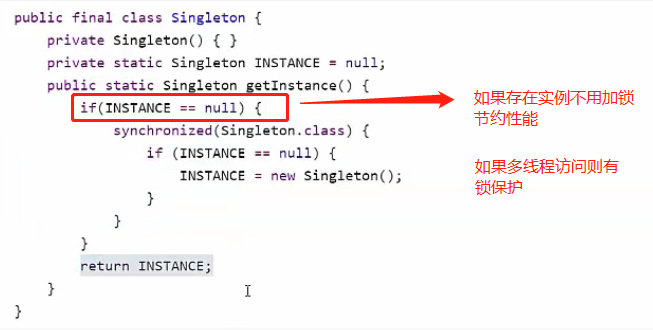 public final class Singleton {
private Singleton() { }
private static Singleton INSTANCE = null;
public static Singleton getInstance() {
if(INSTANCE == null) {
如果存在实例不用加锁
节约性能
synchronized(Singleton.class) {
if (INSTANCE == null) {
INSTANCE = new Singleton();
如果多线程访问则有
锁保护
}
}
}
return INSTANCE;
}
}